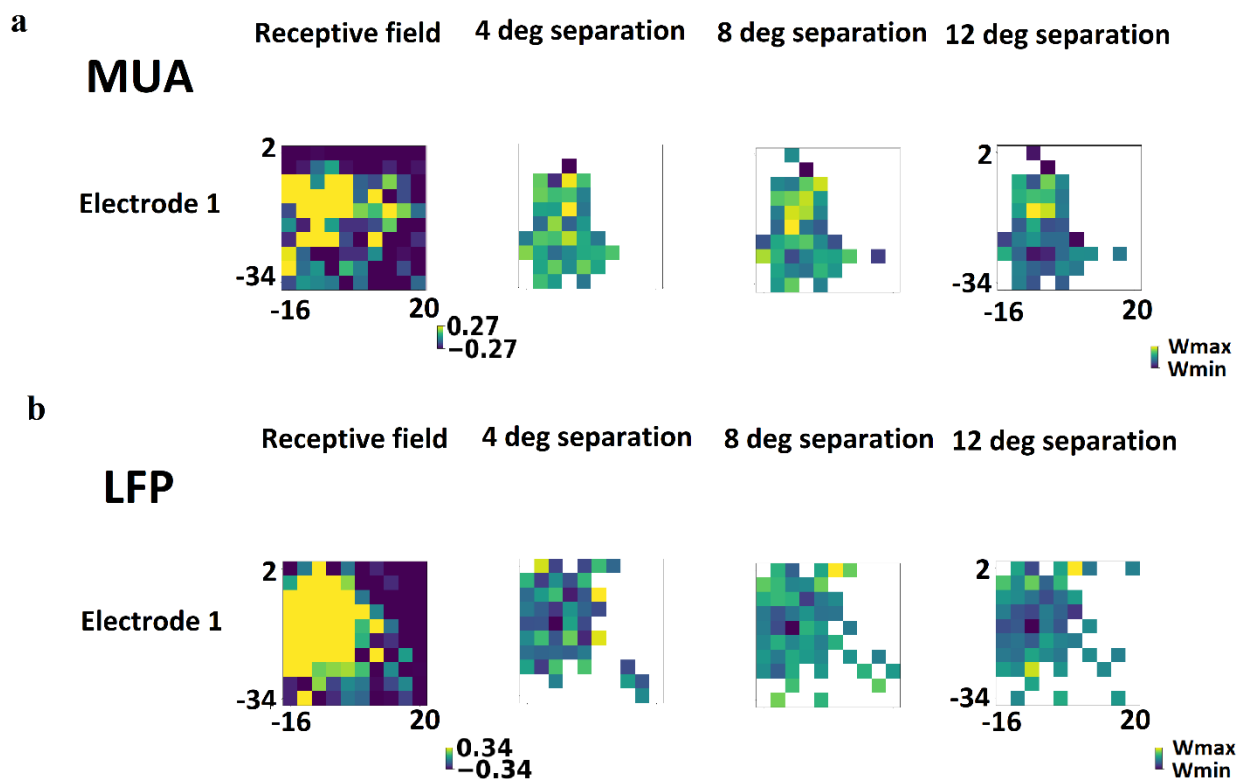 a
Receptive field 4 deg separation 8 deg separation 12 deg separation
MUA
2 2
Electrode 1
-34 -34
-16 20 -16 20
0.27
−0.27
Wmax
Wmin
b
Receptive field 4 deg separation 8 deg separation 12 deg separation
LFP
2 2
Electrode 1
-34 -34
-16 20 -16 20
0.34
−0.34
Wmax
Wmin